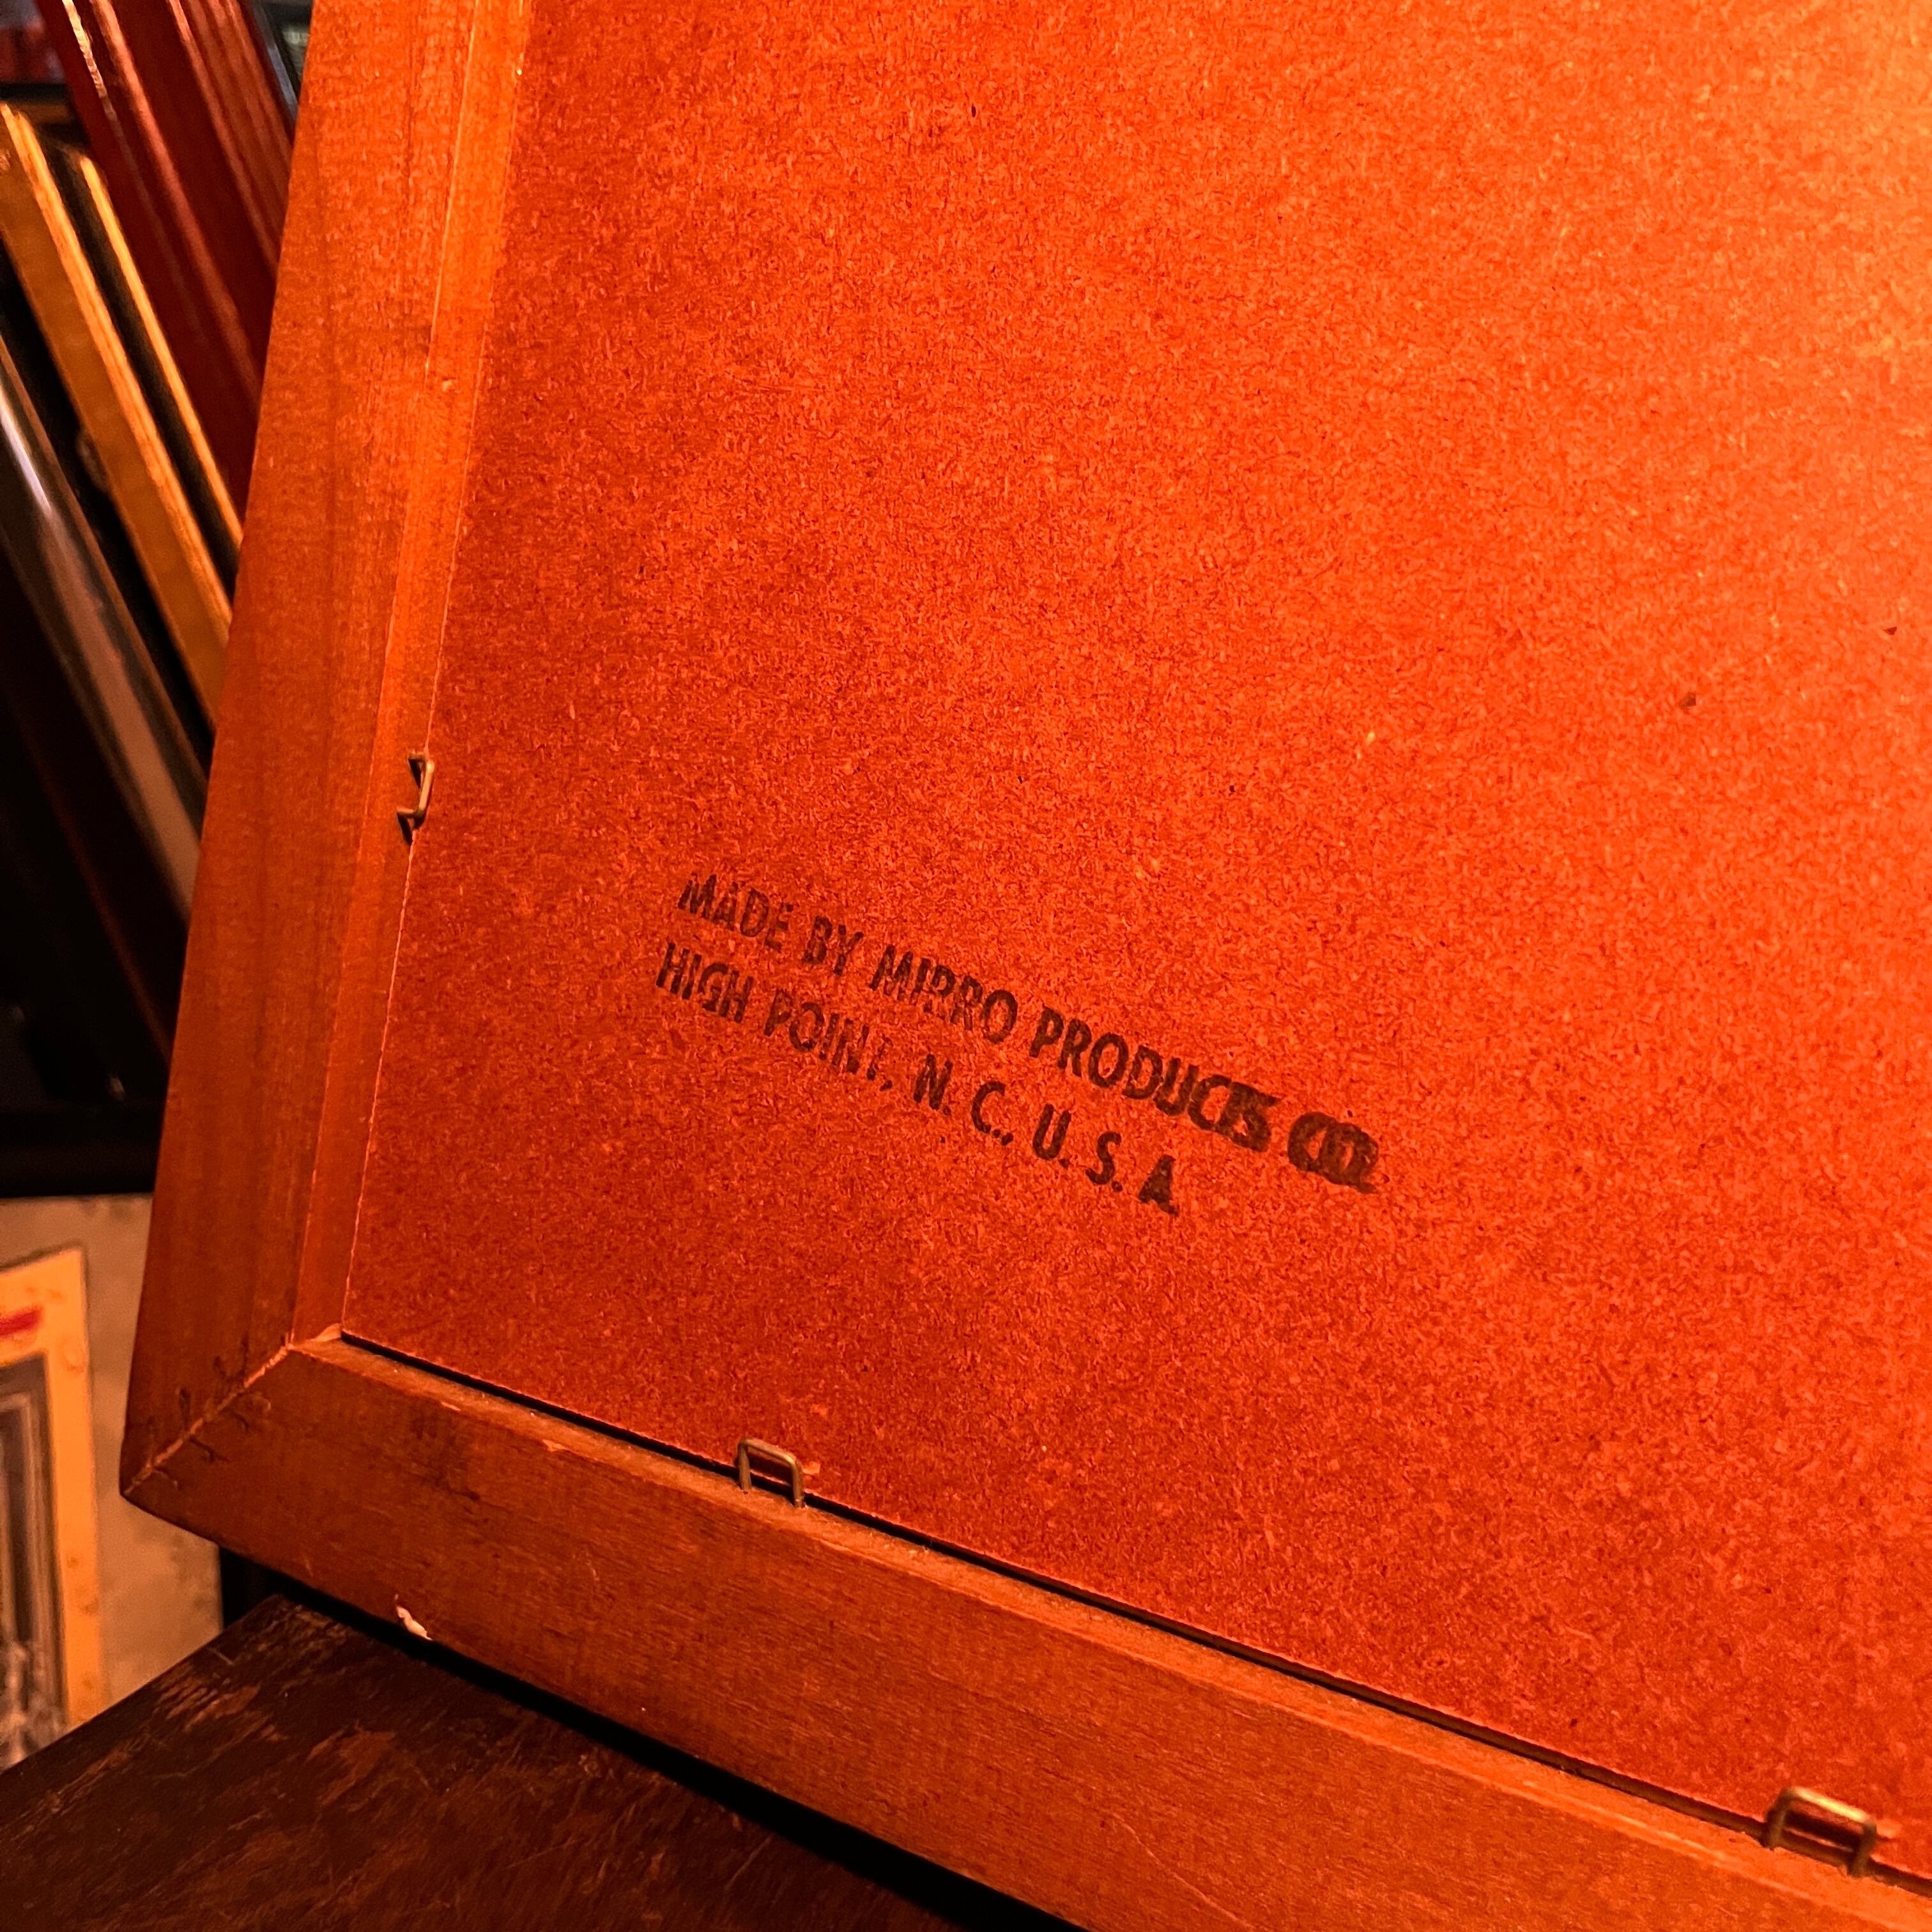 MADE BY MIRRO PRODUCTS CO.
HIGH POINT, N. C., U. S. A.